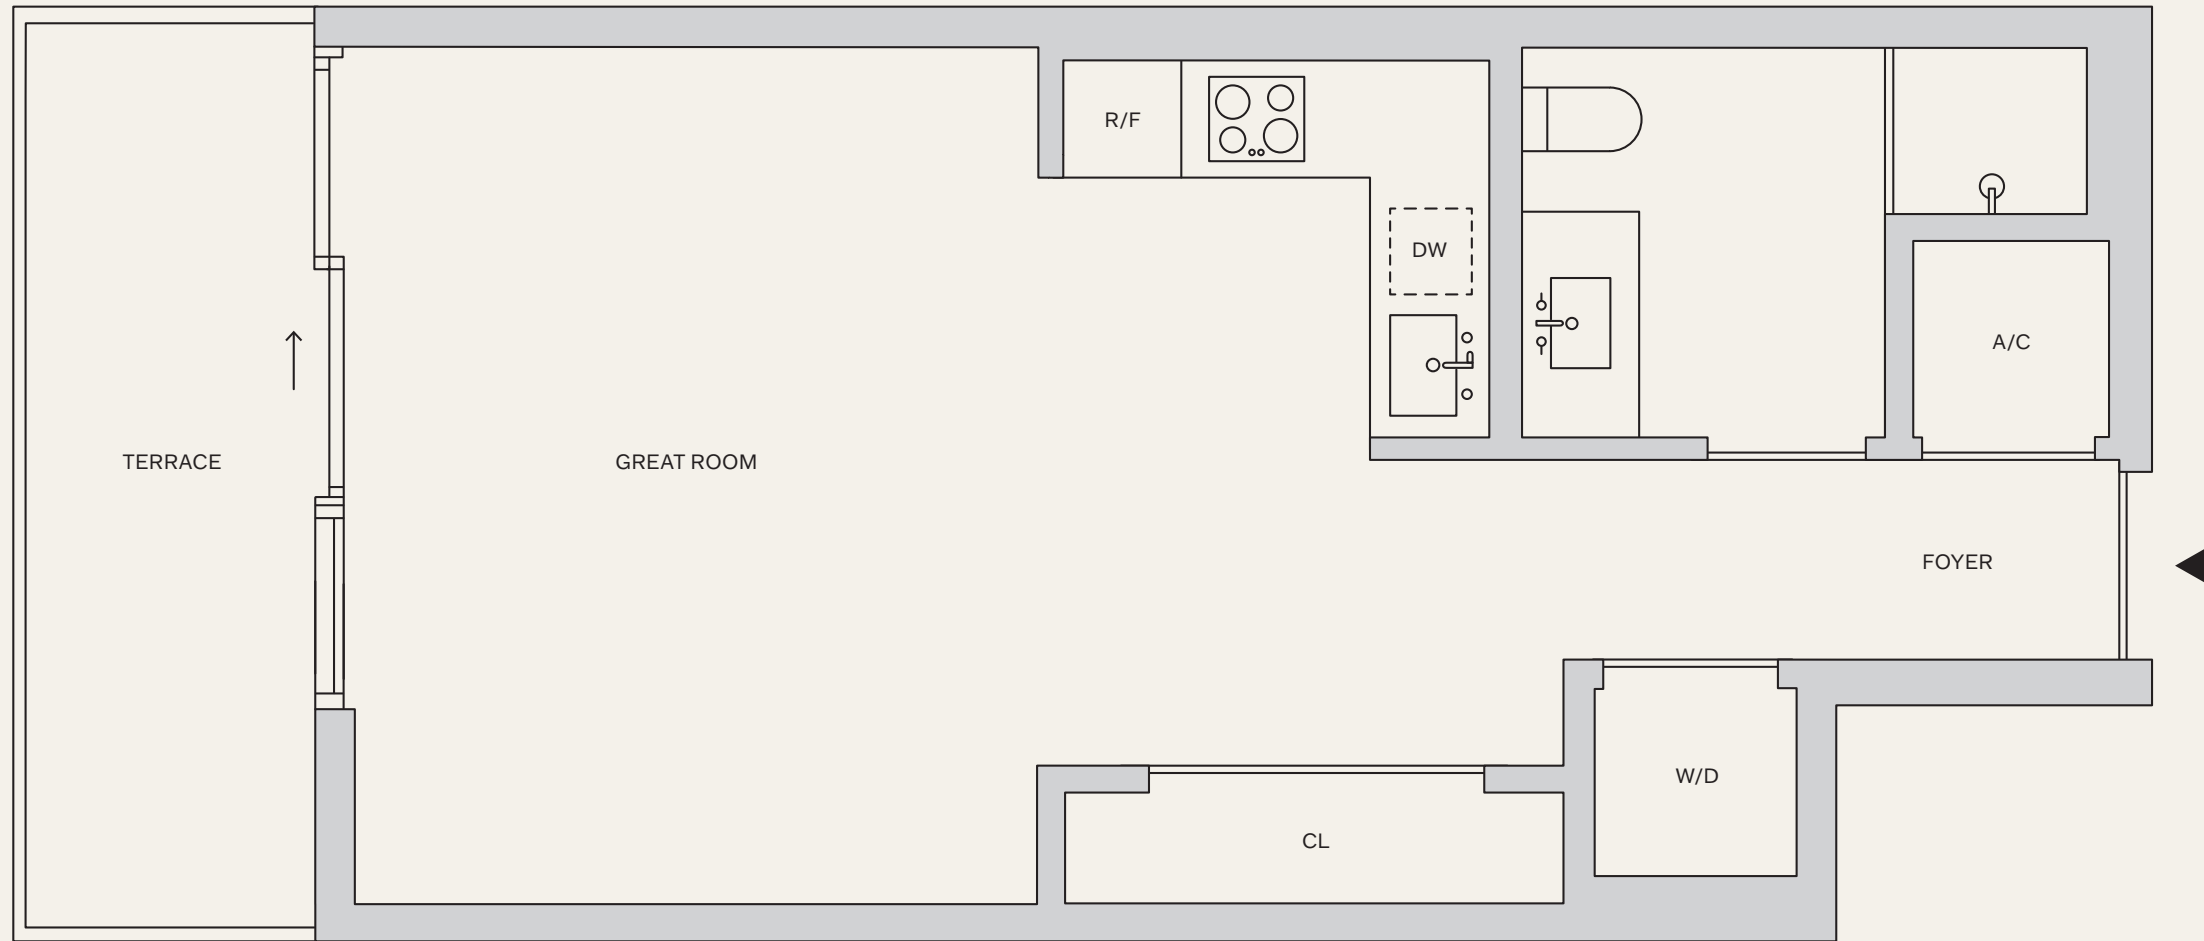 R/F
DW
A/C
TERRACE
GREAT ROOM
FOYER
W/D
CL